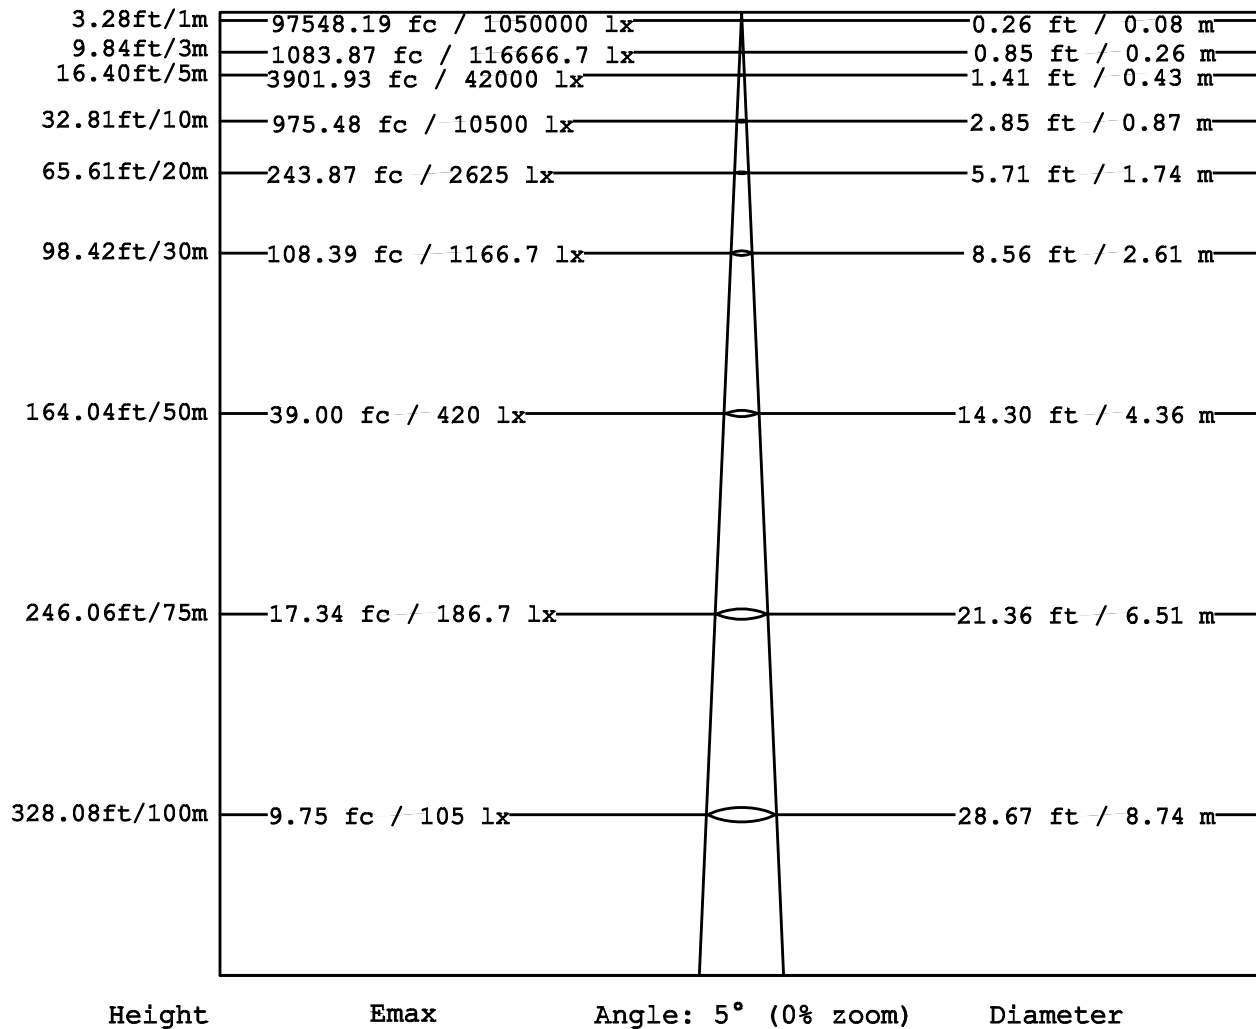 3.28ft/1m 97548.19 fc / 1050000 lx 0.26 ft / 0.08 m
9.84ft/3m 1083.87 fc / 116666.7 lx 0.85 ft / 0.26 m
16.40ft/5m 3901.93 fc / 42000 lx 1.41 ft / 0.43 m
32.81ft/10m 975.48 fc / 10500 lx 2.85 ft / 0.87 m
65.61ft/20m 243.87 fc / 2625 lx 5.71 ft / 1.74 m
98.42ft/30m 108.39 fc / 1166.7 lx 8.56 ft / 2.61 m
164.04ft/50m 39.00 fc / 420 lx 14.30 ft / 4.36 m
246.06ft/75m 17.34 fc / 186.7 lx 21.36 ft / 6.51 m
328.08ft/100m 9.75 fc / 105 lx 28.67 ft / 8.74 m
Height Emax Angle: 5° (0% zoom) Diameter